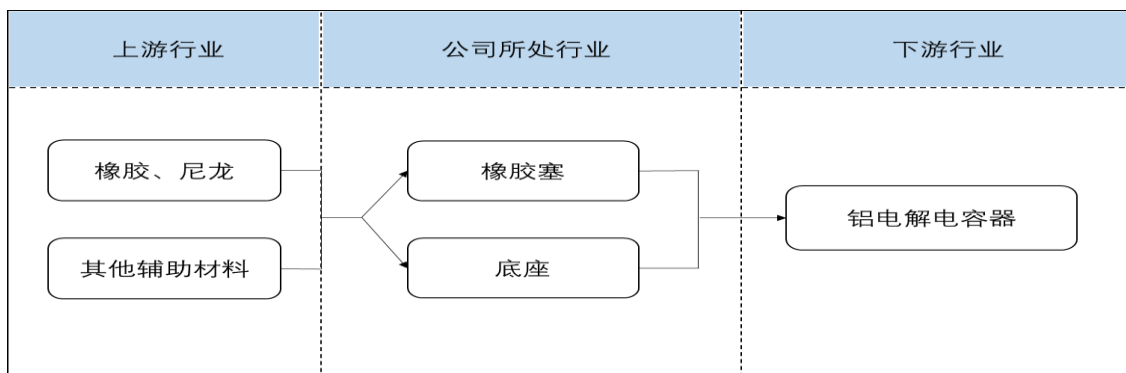 上游行业
公司所处行业
下游行业
橡胶、尼龙
橡胶塞
铝电解电容器
其他辅助材料
底座